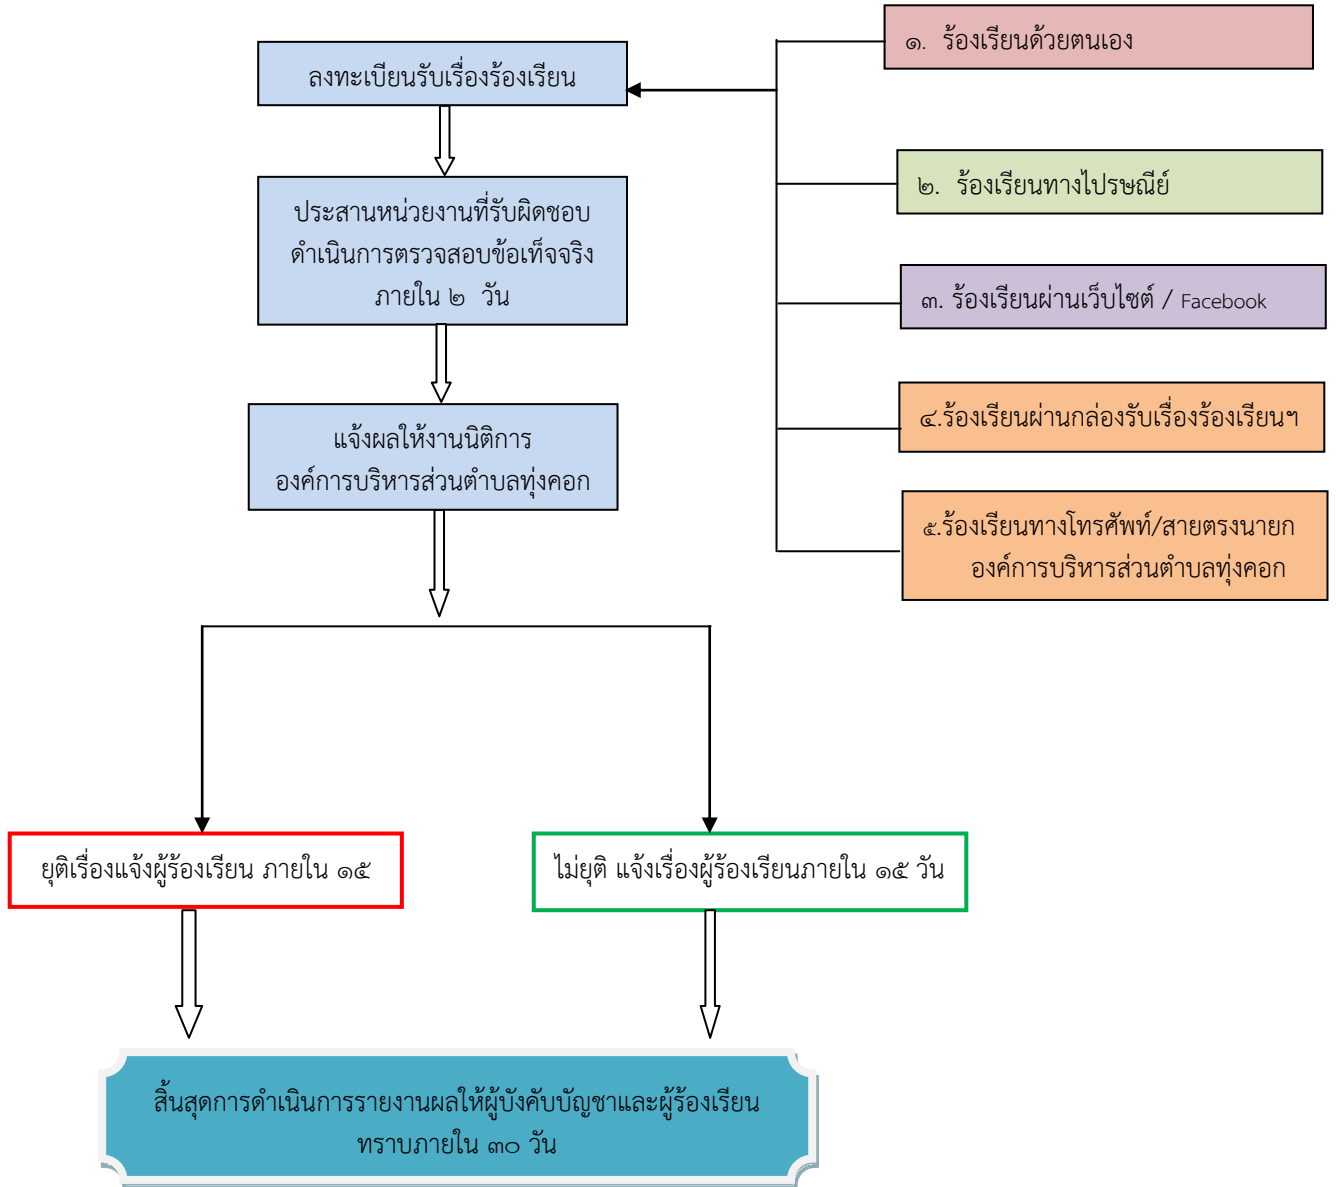 ลงทะเบียนรับเรื่องร้องเรียน
ประสานหน่วยงานที่รับผิดชอบ
ดำเนินการตรวจสอบข้อเท็จจริง
ภายใน ๒ วัน
แจ้งผลให้งานนิติการ
องค์การบริหารส่วนตำบลทุ่งคอก
๑. ร้องเรียนด้วยตนเอง
๒. ร้องเรียนทางไปรษณีย์
๓. ร้องเรียนผ่านเว็บไซต์ / Facebook
๔.ร้องเรียนผ่านกล่องรับเรื่องร้องเรียนฯ
๕.ร้องเรียนทางโทรศัพท์/สายตรงนายก
องค์การบริหารส่วนตำบลทุ่งคอก
ยุติเรื่องแจ้งผู้ร้องเรียน ภายใน ๑๕
ไม่ยุติ แจ้งเรื่องผู้ร้องเรียนภายใน ๑๕ วัน
สิ้นสุดการดำเนินการรายงานผลให้ผู้บังคับบัญชาและผู้ร้องเรียน
ทราบภายใน ๓๐ วัน